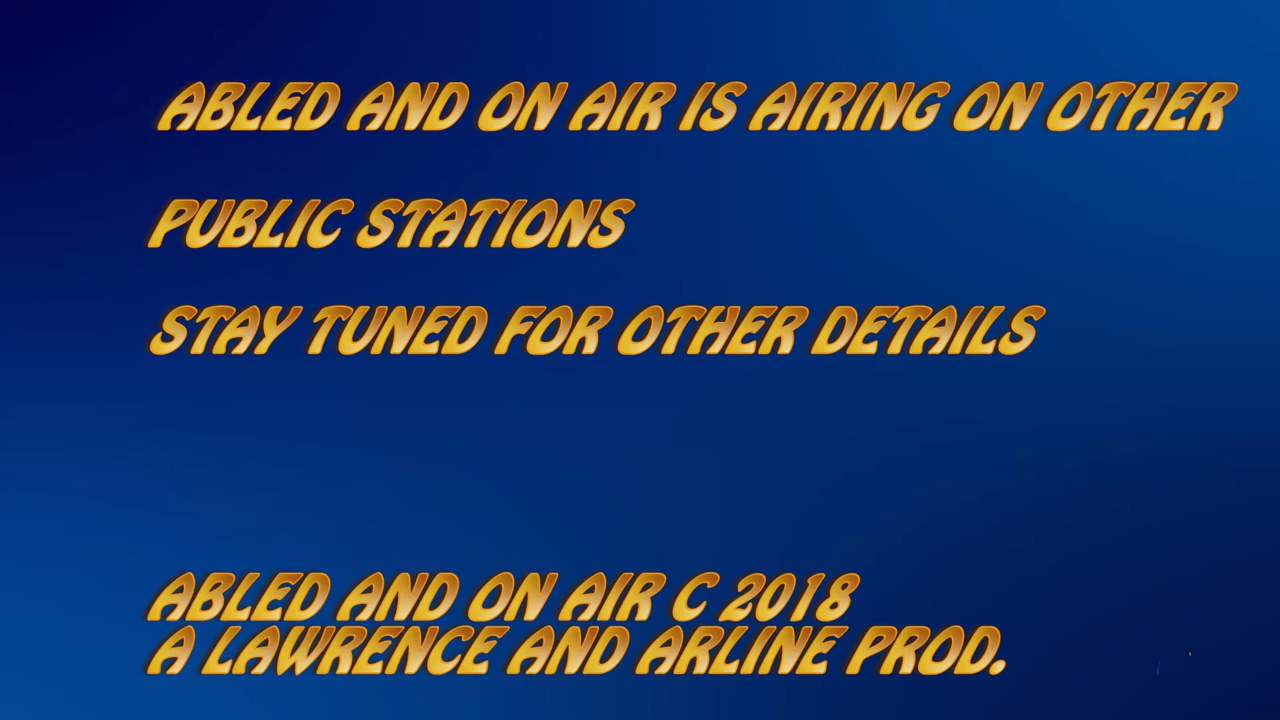 ABLED AND ON AIR IS AIRING ON OTHER
PUBLIC STATIONS
STAY TUNED FOR OTHER DETAILS
ABLED AND ON AIR C 2018
A LAWRENCE AND ARLINE PROD.